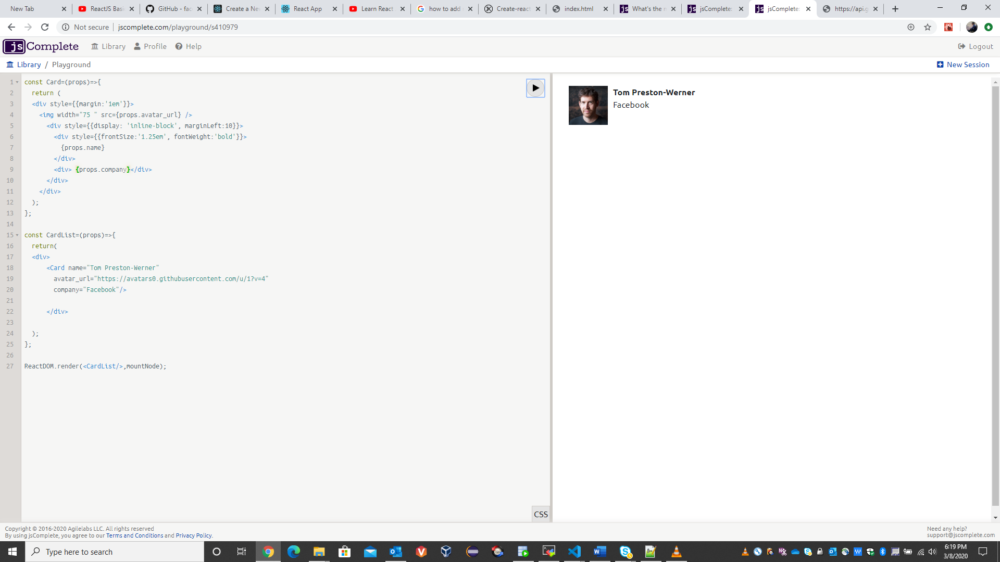 New Tab
ReactJS Basi
GitHub - fac
Create a Ne
React App
Learn React
how to add
Create-react
index.html
What's the n
jsComplete:
jsComplete:
https://api.g
Not secure
jscomplete.com/playground/s410979
jsComplete
Library
Profile
Help
Logout
Library / Playground
New Session
1 const Card=(props)=>{
2 return (
3 <div style={{margin:'1em'}}>
4 <img width="75 " src={props.avatar_url} />
5 <div style={{display: 'inline-block', marginLeft:10}}>
6 <div style={{frontSize:'1.25em', fontWeight:'bold'}}>
7 {props.name}
8 </div>
9 <div> {props.company}</div>
10 </div>
11 </div>
12 );
13 };
14
15 const CardList=(props)=>{
16 return(
17 <div>
18 <Card name="Tom Preston-Werner"
19 avatar_url="https://avatars0.githubusercontent.com/u/1?v=4"
20 company="Facebook"/>
21
22 </div>
23
24 );
25 };
26
27 ReactDOM.render(<CardList/>,mountNode);
CSS
Tom Preston-Werner
Facebook
Copyright © 2016-2020 Agilelabs LLC. All rights reserved
By using jsComplete, you agree to our Terms and Conditions and Privacy Policy.
Need any help?
support@jscomplete.com
Type here to search
6:19 PM
3/8/2020